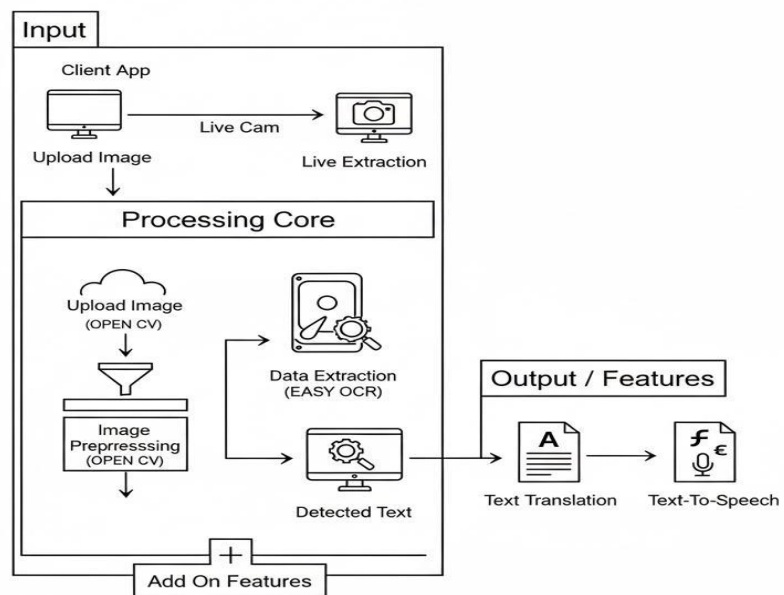 Input
Client App
Live Cam
Upload Image
Live Extraction
Processing Core
Upload Image
(OPEN CV)
Image
Preprressing
(OPEN CV)
Data Extraction
(EASY OCR)
Detected Text
Output / Features
A
Text Translation
Text-To-Speech
+
Add On Features